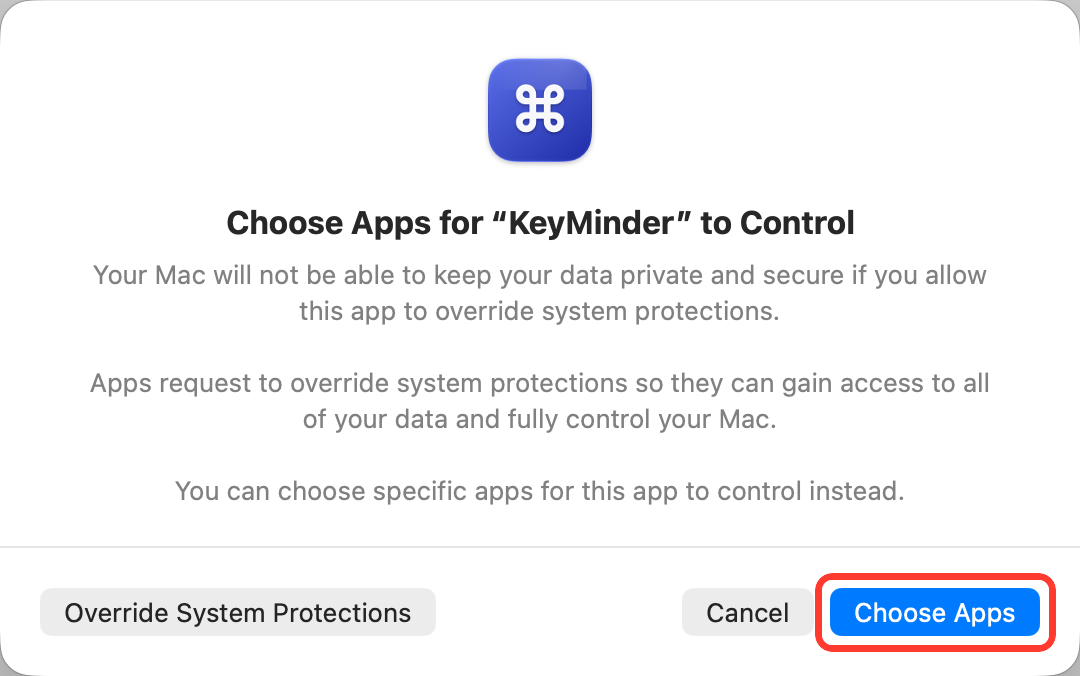 Choose Apps for “KeyMinder” to Control
Your Mac will not be able to keep your data private and secure if you allow
this app to override system protections.
Apps request to override system protections so they can gain access to all
of your data and fully control your Mac.
You can choose specific apps for this app to control instead.
Override System Protections
Cancel
Choose Apps